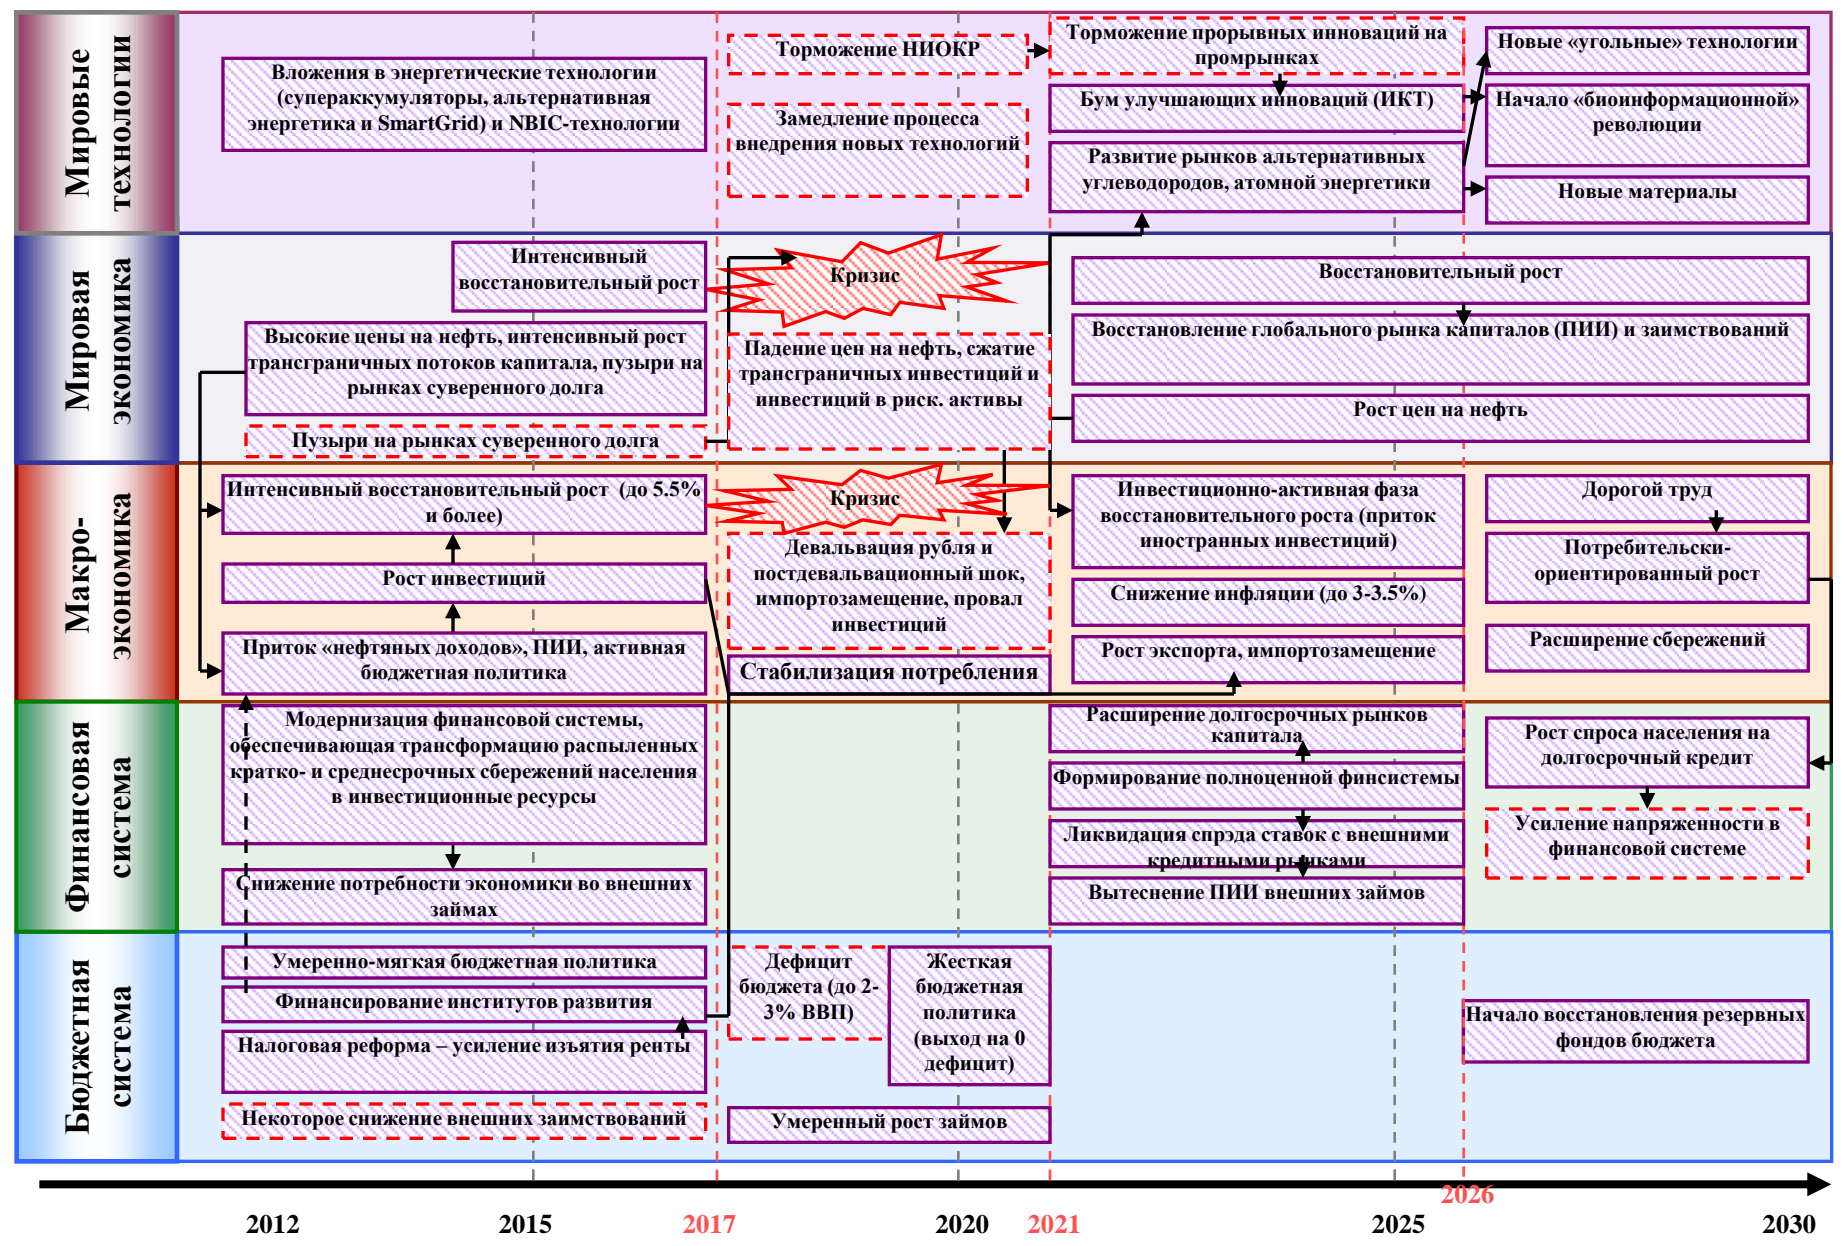 Мировые
технологии
Вложения в энергетические технологии
(супераккумуляторы, альтернативная
энергетика и SmartGrid) и NBIC-технологии
Торможение НИОКР
Замедление процесса
внедрения новых технологий
Торможение прорывных инноваций на
промрынках
Бум улучшающих инноваций (ИКТ)
Развитие рынков альтернативных
углеводородов, атомной энергетики
Новые «угольные» технологии
Начало «биоинформационной»
революции
Новые материалы
Мировая
экономика
Интенсивный
восстановительный рост
Высокие цены на нефть, интенсивный рост
трансграничных потоков капитала, пузыри на
рынках суверенного долга
Пузыри на рынках суверенного долга
Кризис
Падение цен на нефть, сжатие
трансграничных инвестиций и
инвестиций в риск. активы
Восстановительный рост
Восстановление глобального рынка капиталов (ПИИ) и заимствований
Рост цен на нефть
Макро-
экономика
Интенсивный восстановительный рост (до 5.5%
и более)
Рост инвестиций
Приток «нефтяных доходов», ПИИ, активная
бюджетная политика
Кризис
Девальвация рубля и
постдевальвационный шок,
импортозамещение, провал
инвестиций
Стабилизация потребления
Инвестиционно-активная фаза
восстановительного роста (приток
иностранных инвестиций)
Снижение инфляции (до 3-3.5%)
Рост экспорта, импортозамещение
Дорогой труд
Потребительски-
ориентированный рост
Расширение сбережений
Финансовая
система
Модернизация финансовой системы,
обеспечивающая трансформацию распыленных
кратко- и среднесрочных сбережений населения
в инвестиционные ресурсы
Снижение потребности экономики во внешних
займах
Расширение долгосрочных рынков
капитала
Формирование полноценной финсистемы
Ликвидация спрэда ставок с внешними
кредитными рынками
Вытеснение ПИИ внешних займов
Рост спроса населения на
долгосрочный кредит
Усиление напряженности в
финансовой системе
Бюджетная
система
Умеренно-мягкая бюджетная политика
Финансирование институтов развития
Налоговая реформа – усиление изъятия ренты
Некоторое снижение внешних заимствований
Дефицит
бюджета (до 2-
3% ВВП)
Жесткая
бюджетная
политика
(выход на 0
дефицит)
Умеренный рост займов
Начало восстановления резервных
фондов бюджета
2012
2015
2017
2020
2021
2025
2026
2030